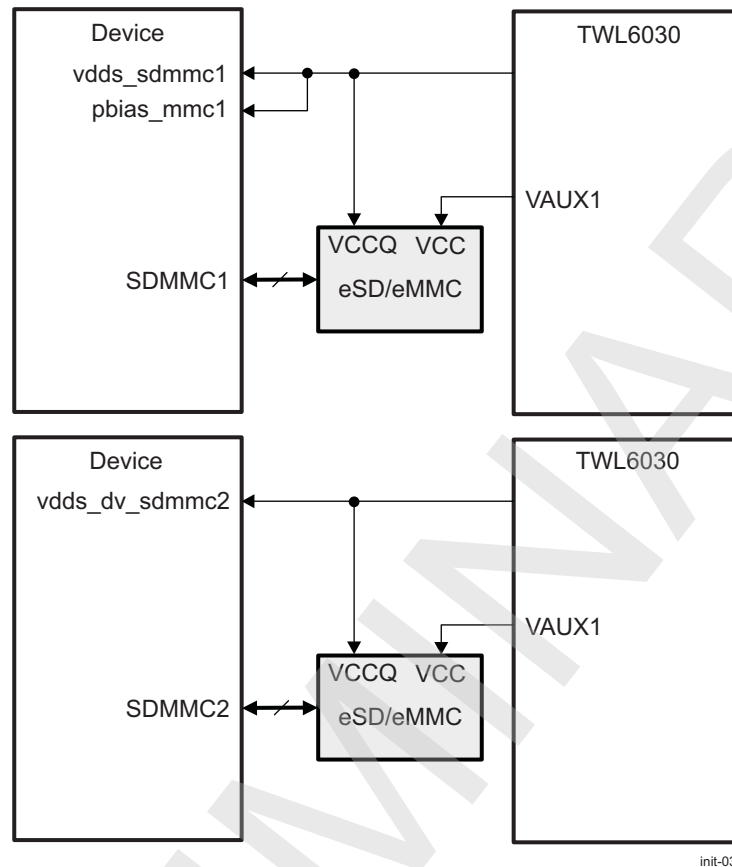 Device
TWL6030
vdds_sdmmc1
pbias_mmc1
VAUX1
VCCQ VCC
SDMMC1
eSD/eMMC
Device
TWL6030
vdds_dv_sdmmc2
VAUX1
VCCQ VCC
SDMMC2
eSD/eMMC